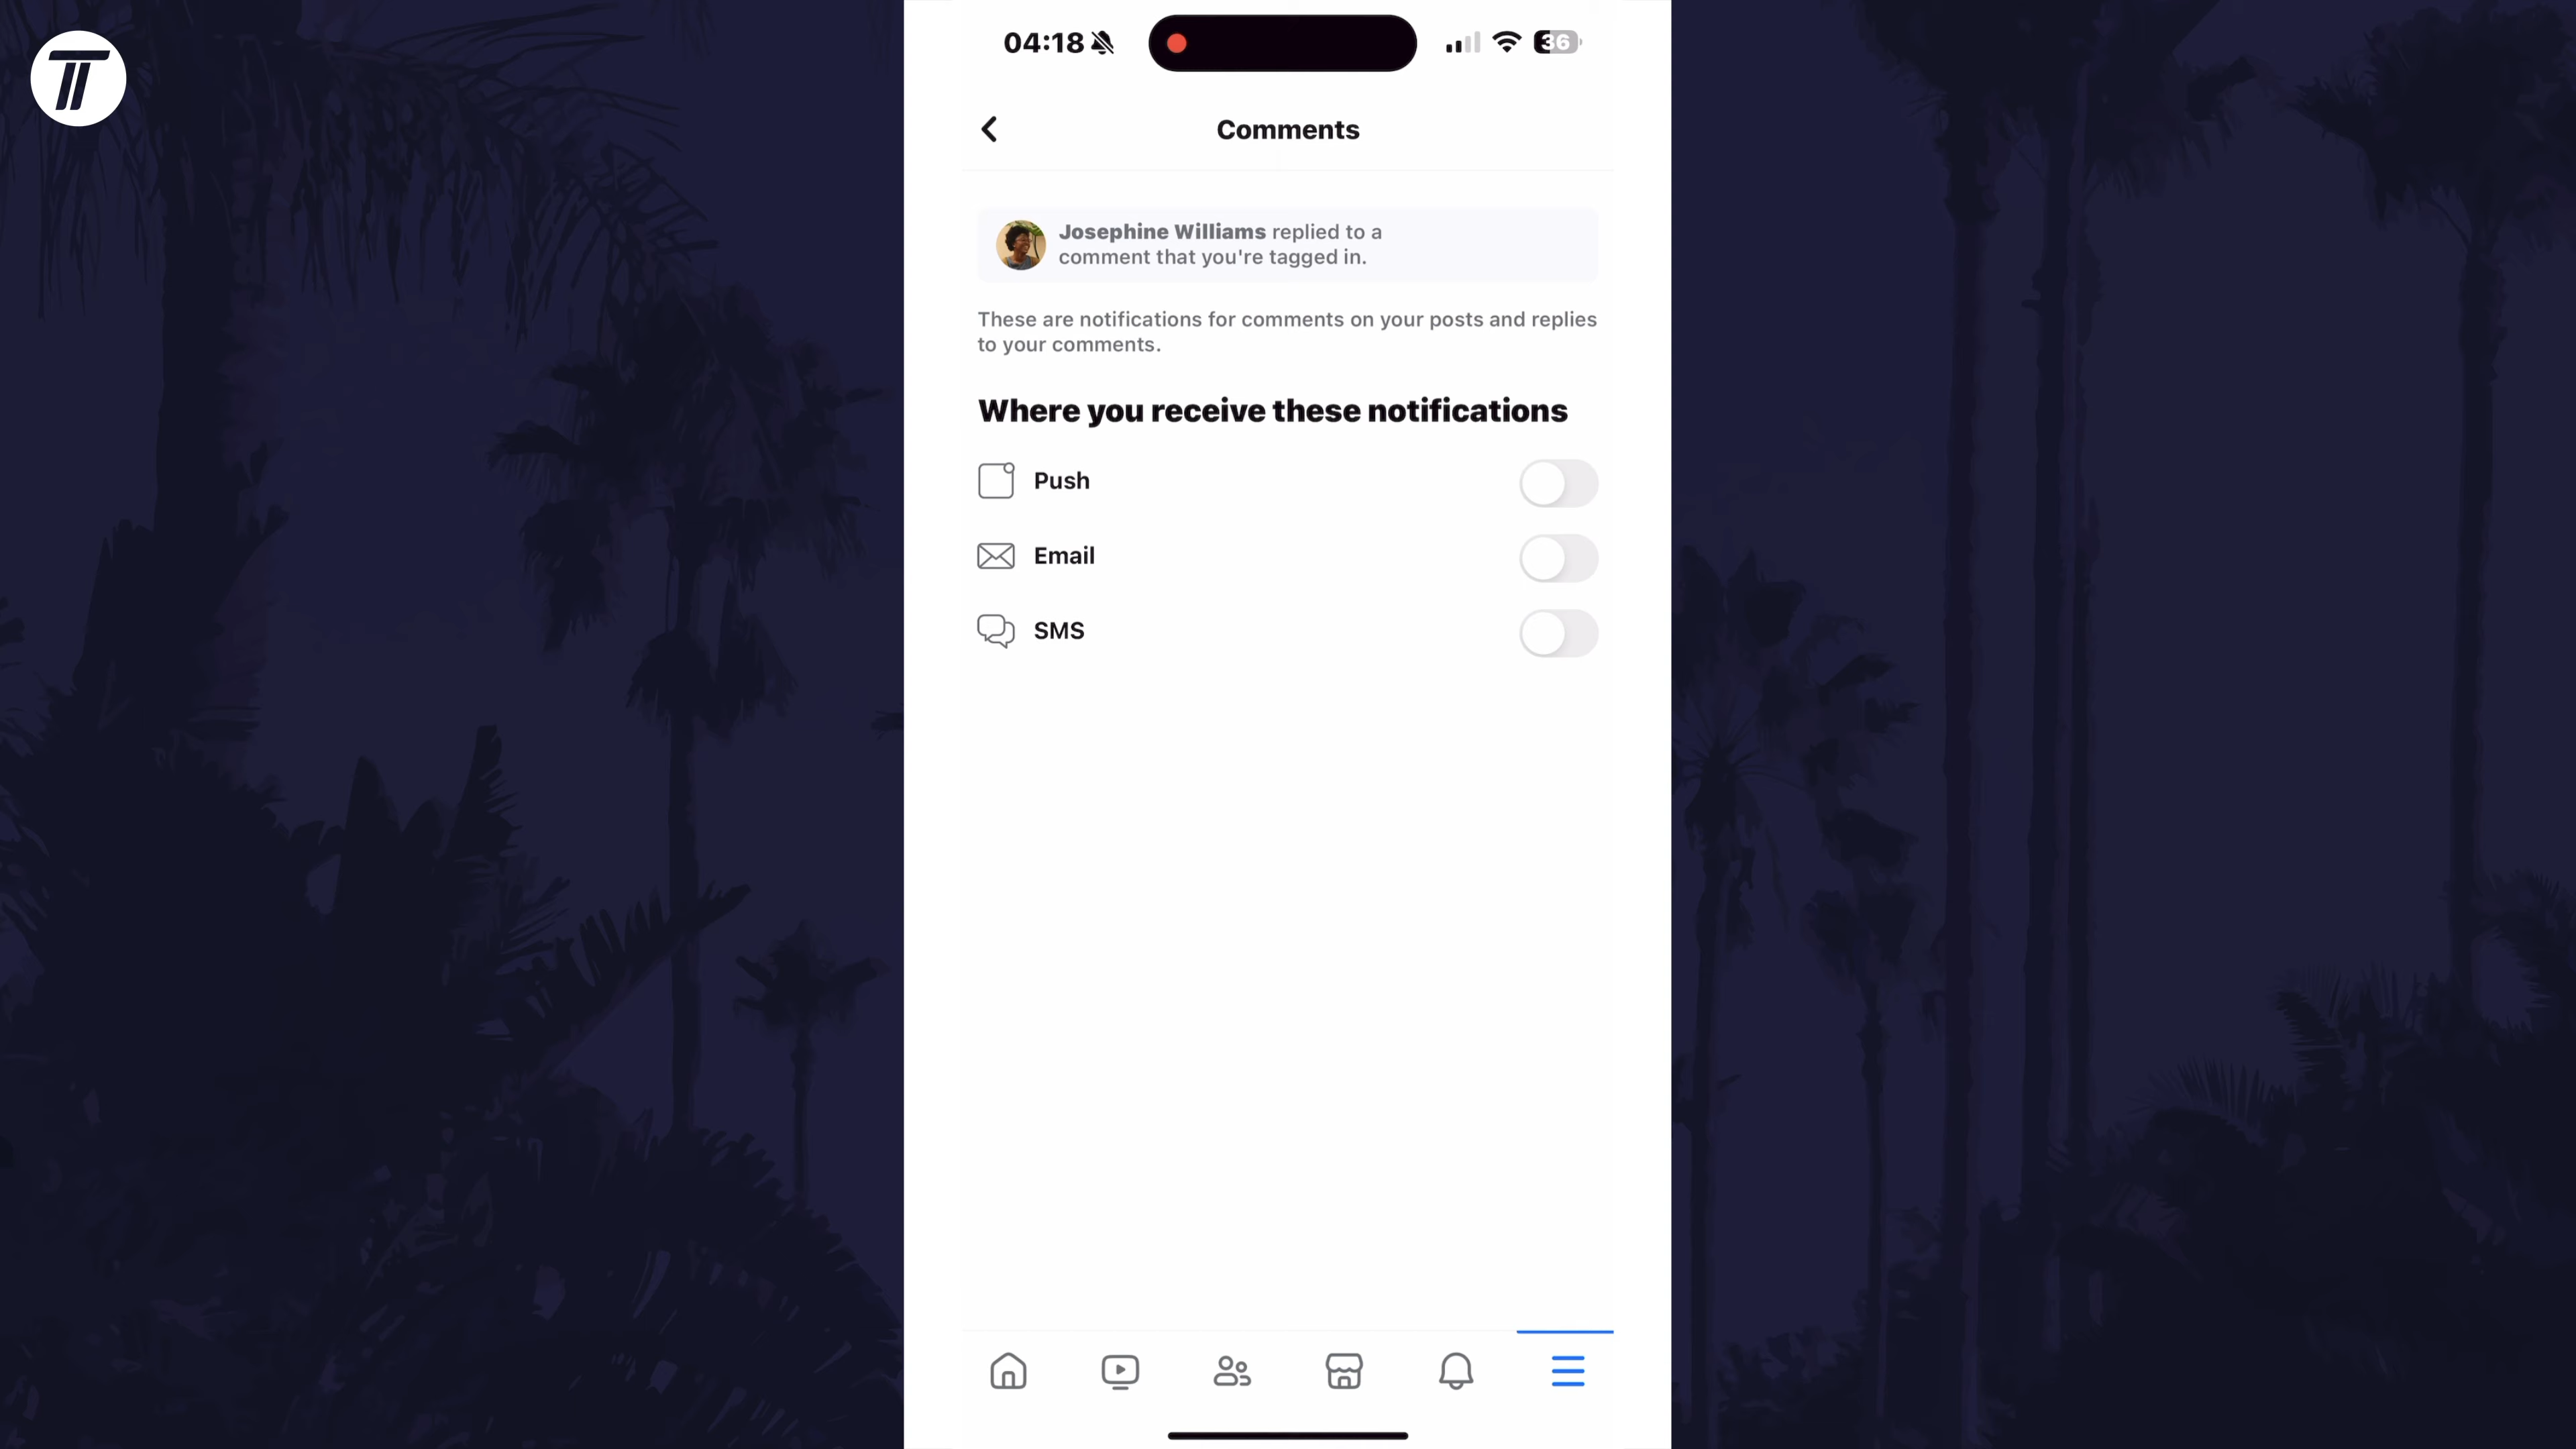 04:18
36
Comments
Josephine Williams replied to a
comment that you're tagged in.
These are notifications for comments on your posts and replies
to your comments.
Where you receive these notifications
Push
Email
SMS